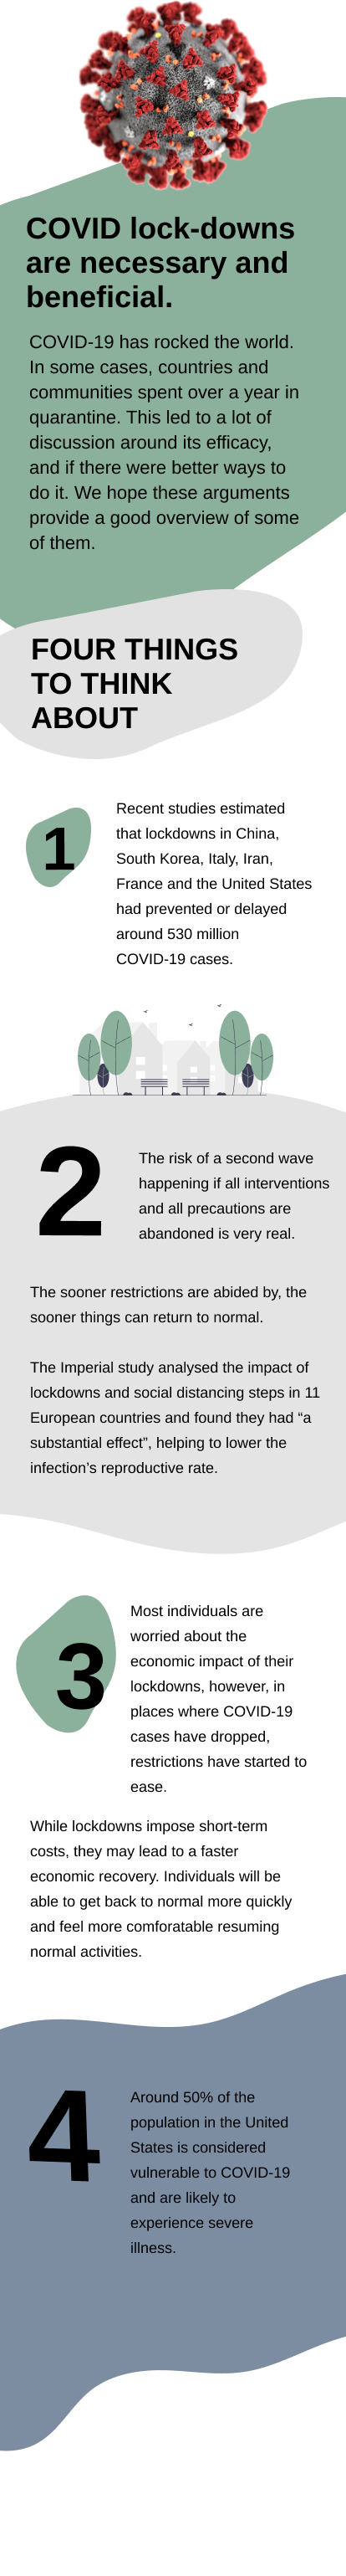 COVID lock-downs
are necessary and
beneficial.
COVID-19 has rocked the world.
In some cases, countries and
communities spent over a year in
quarantine. This led to a lot of
discussion around its efficacy,
and if there were better ways to
do it. We hope these arguments
provide a good overview of some
of them.
FOUR THINGS
TO THINK
ABOUT
1
Recent studies estimated
that lockdowns in China,
South Korea, Italy, Iran,
France and the United States
had prevented or delayed
around 530 million
COVID-19 cases.
2
The risk of a second wave
happening if all interventions
and all precautions are
abandoned is very real.
The sooner restrictions are abided by, the
sooner things can return to normal.
The Imperial study analysed the impact of
lockdowns and social distancing steps in 11
European countries and found they had “a
substantial effect”, helping to lower the
infection’s reproductive rate.
3
Most individuals are
worried about the
economic impact of their
lockdowns, however, in
places where COVID-19
cases have dropped,
restrictions have started to
ease.
While lockdowns impose short-term
costs, they may lead to a faster
economic recovery. Individuals will be
able to get back to normal more quickly
and feel more comforatable resuming
normal activities.
4
Around 50% of the
population in the United
States is considered
vulnerable to COVID-19
and are likely to
experience severe
illness.